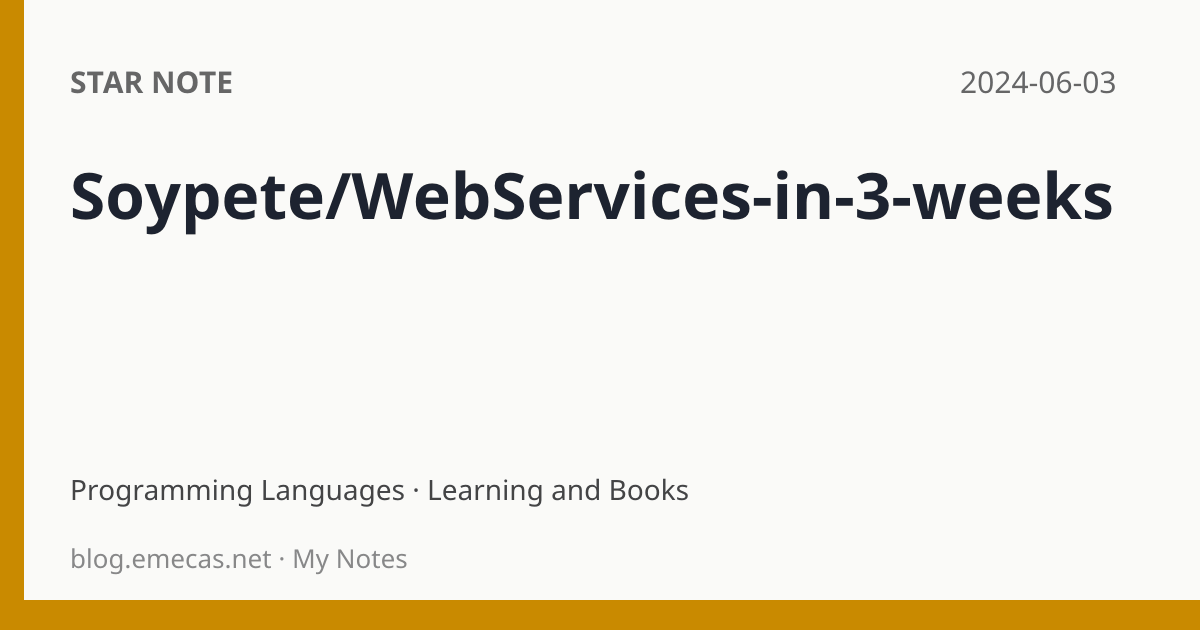 STAR NOTE 2024-06-03
Soypete/WebServices-in-3-weeks
Programming Languages · Learning and Books
blog.emecas.net · My Notes